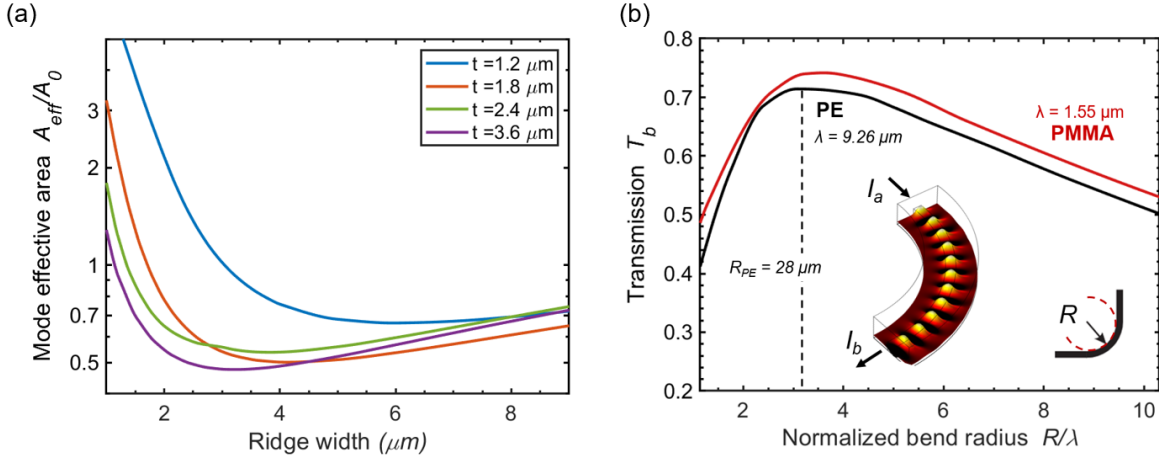 (a)
Mode effective area A_eff/A_0
3
2
1
0.7
0.5
2
4
6
8
Ridge width (μm)
t =1.2 μm
t =1.8 μm
t =2.4 μm
t =3.6 μm
(b)
Transmission T_b
0.8
0.7
0.6
0.5
0.4
0.3
0.2
2
4
6
8
10
Normalized bend radius R/λ
PE
λ = 9.26 μm
λ = 1.55 μm
PMMA
I_a
R_PE = 28 μm
I_b
R